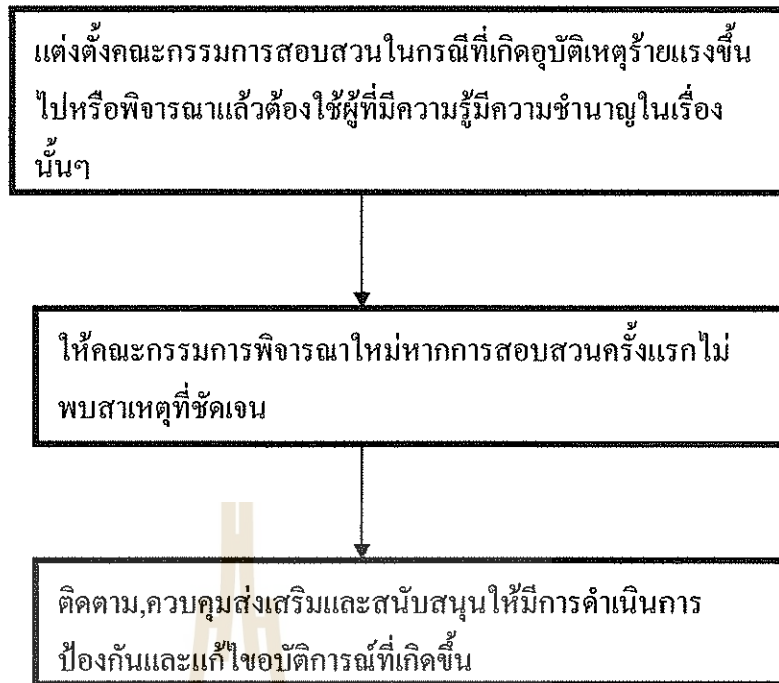 แต่งตั้งคณะกรรมการสอบสวนในกรณีที่เกิดอุบัติเหตุร้ายแรงขึ้น
ไปหรือพิจารณาแล้วต้องใช้ผู้ที่มีความรู้มีความชำนาญในเรื่อง
นั้นๆ
ให้คณะกรรมการพิจารณาใหม่หากการสอบสวนครั้งแรกไม่
พบสาเหตุที่ชัดเจน
ติดตาม,ควบคุมส่งเสริมและสนับสนุนให้มีการดำเนินการ
ป้องกันและแก้ไขอุบัติการณ์ที่เกิดขึ้น